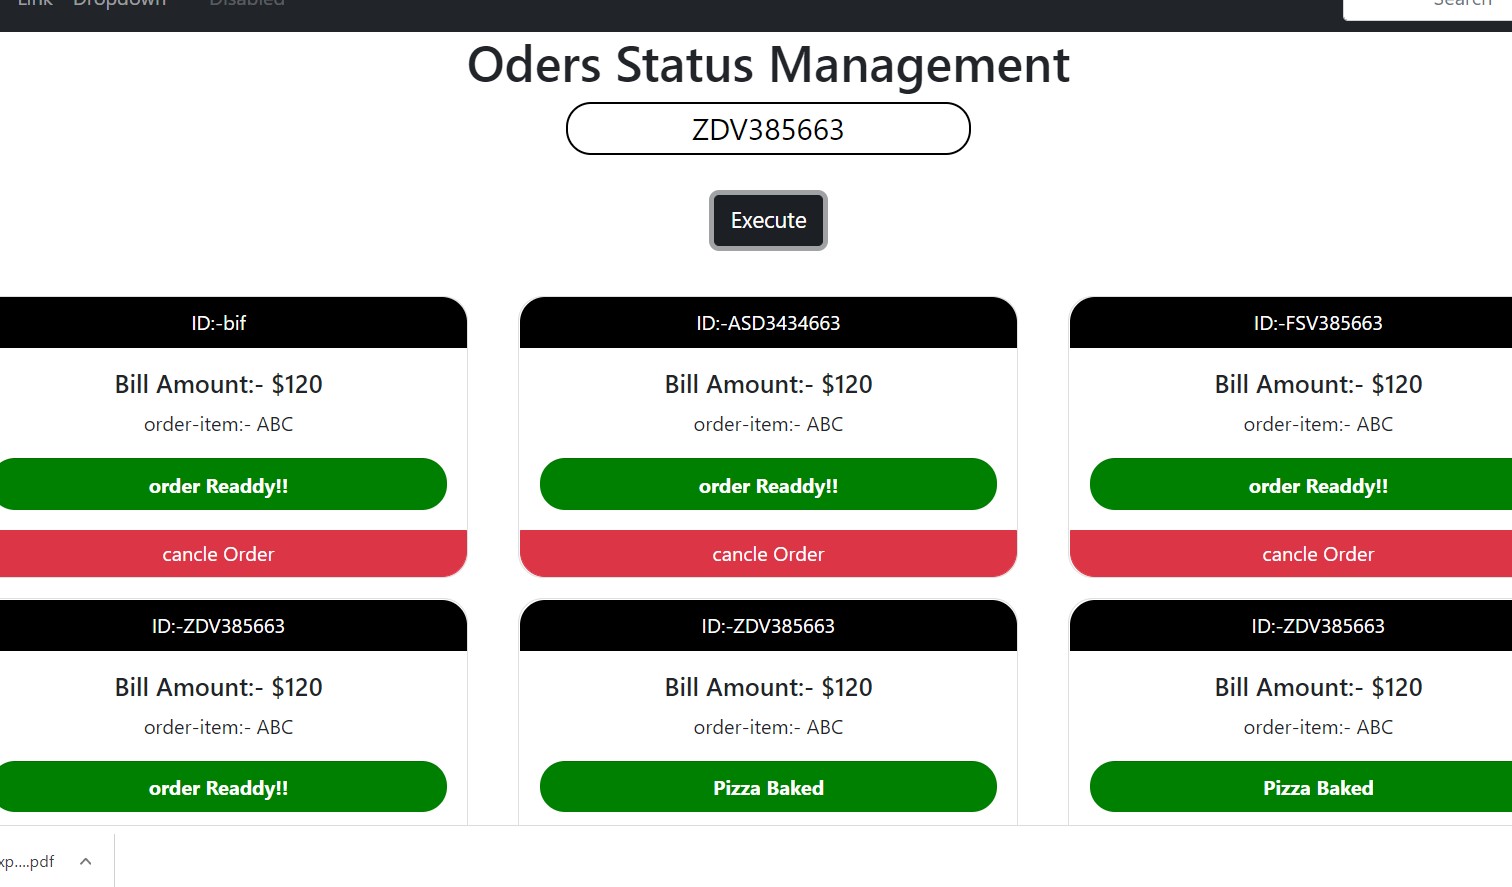 Link Dropdown Disabled Search
Oders Status Management
ZDV385663
Execute
ID:-bif ID:-ASD3434663 ID:-FSV385663
Bill Amount:- $120 Bill Amount:- $120 Bill Amount:- $120
order-item:- ABC order-item:- ABC order-item:- ABC
order Readdy!! order Readdy!! order Readdy!!
cancle Order cancle Order cancle Order
ID:-ZDV385663 ID:-ZDV385663 ID:-ZDV385663
Bill Amount:- $120 Bill Amount:- $120 Bill Amount:- $120
order-item:- ABC order-item:- ABC order-item:- ABC
order Readdy!! Pizza Baked Pizza Baked
xp....pdf